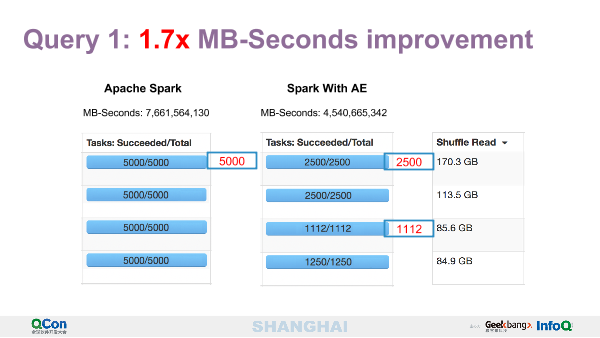 Query 1: 1.7x MB-Seconds improvement
Apache Spark
MB-Seconds: 7,661,564,130
Tasks: Succeeded/Total
5000/5000
5000
5000/5000
5000/5000
5000/5000
Spark With AE
MB-Seconds: 4,540,665,342
Tasks: Succeeded/Total
2500/2500
2500
2500/2500
1112/1112
1112
1250/1250
Shuffle Read
170.3 GB
113.5 GB
85.6 GB
84.9 GB
QCon
SHANGHAI
Geekbang
InfoQ